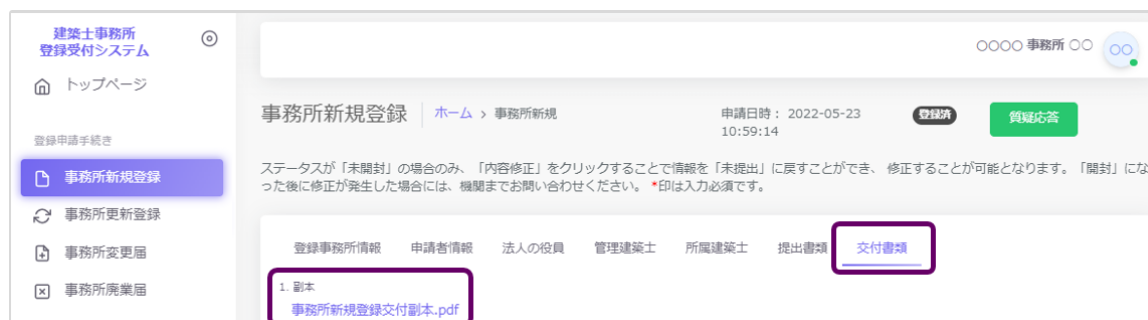 建築士事務所
登録受付システム
トップページ
登録申請手続き
事務所新規登録
事務所更新登録
事務所変更届
事務所廃業届
○○○○ 事務所 ○○
○○
事務所新規登録
ホーム > 事務所新規
申請日時： 2022-05-23
10:59:14
登録済
質疑応答
ステータスが「未開封」の場合のみ、「内容修正」をクリックすることで情報を「未提出」に戻すことができ、 修正することが可能となります。「開封」にな
った後に修正が発生した場合には、機関までお問い合わせください。 *印は入力必須です。
登録事務所情報 申請者情報 法人の役員 管理建築士 所属建築士 提出書類 交付書類
1. 副本
事務所新規登録交付副本.pdf